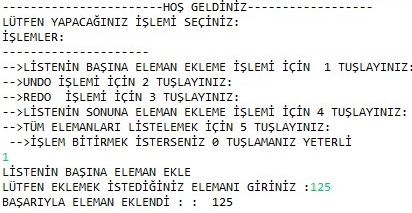 -----------------------HOŞ GELDİNİZ------------------
LÜTFEN YAPACAĞINIZ İŞLEMİ SEÇİNİZ:
İŞLEMLER:
---------------------
-->LİSTENİN BAŞINA ELEMAN EKLEME İŞLEMİ İÇİN  1 TUŞLAYINIZ:
-->UNDO İŞLEMİ İÇİN 2 TUŞLAYINIZ:
-->REDO  İŞLEMİ İÇİN 3 TUŞLAYINIZ:
-->LİSTENİN SONUNA ELEMAN EKLEME İŞLEMİ İÇİN 4 TUŞLAYINIZ:
-->TÜM ELEMANLARI LİSTELEMEK İÇİN 5 TUŞLAYINIZ:
 -->İŞLEM BİTİRMEK İSTERSENİZ 0 TUŞLAMANIZ YETERLİ
1
LİSTENİN BAŞINA ELEMAN EKLE
LÜTFEN EKLEMEK İSTEDİĞİNİZ ELEMANI GİRİNİZ :125
BAŞARIYLA ELEMAN EKLENDİ : :  125